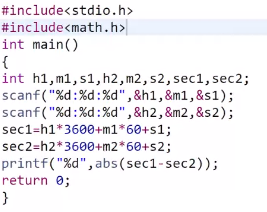 #include<stdio.h>
#include<math.h>
int main()
{
int h1,m1,s1,h2,m2,s2,sec1,sec2;
scanf("%d:%d:%d",&h1,&m1,&s1);
scanf("%d:%d:%d",&h2,&m2,&s2);
sec1=h1*3600+m1*60+s1;
sec2=h2*3600+m2*60+s2;
printf("%d",abs(sec1-sec2));
return 0;
}